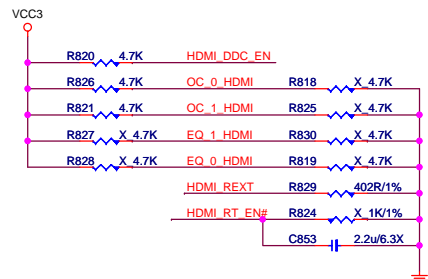 VCC3
R820 4.7K HDMI_DDC_EN
R826 4.7K OC_0_HDMI R818 X_4.7K
R821 4.7K OC_1_HDMI R825 X_4.7K
R827 X_4.7K EQ_1_HDMI R830 X_4.7K
R828 X_4.7K EQ_0_HDMI R819 X_4.7K
HDMI_REXT R829 402R/1%
HDMI_RT_EN# R824 X_1K/1%
C853 2.2u/6.3X